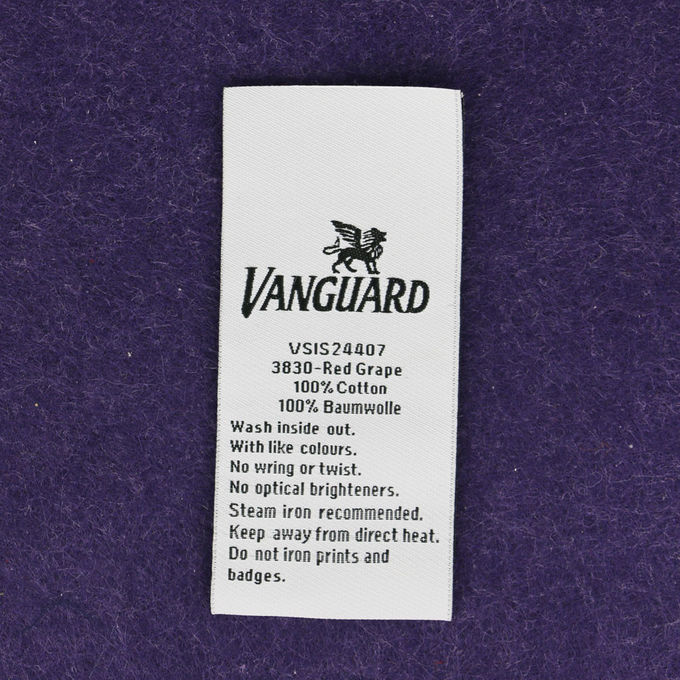 VANGUARD
VSIS24407
3830-Red Grape
100% Cotton
100% Baumwolle
Wash inside out.
With like colours.
No wring or twist.
No optical brighteners.
Steam iron recommended.
Keep away from direct heat.
Do not iron prints and
badges.